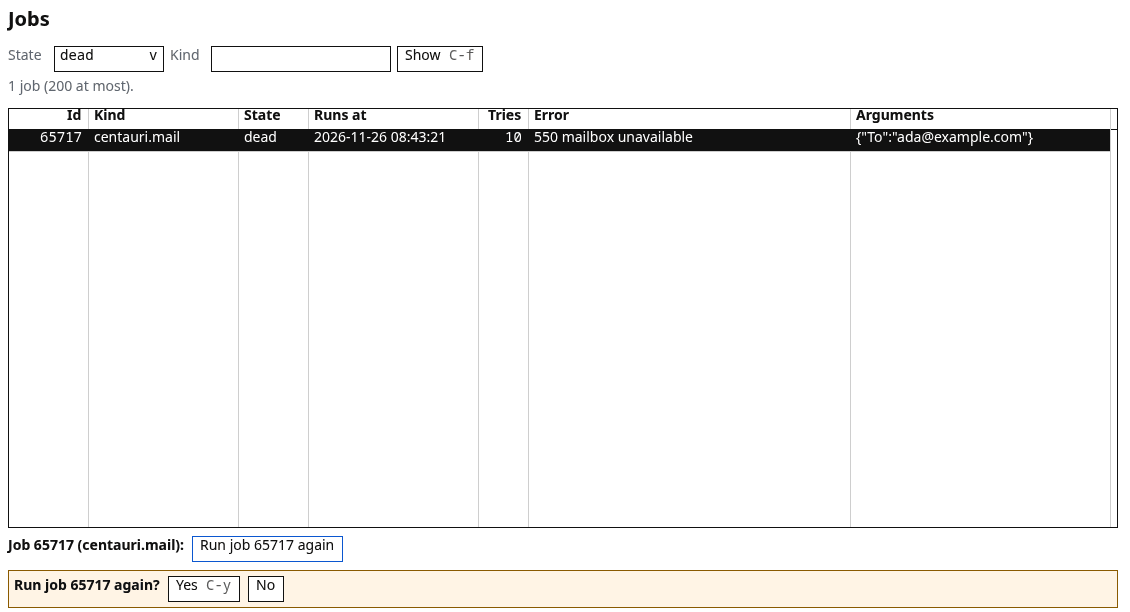 Jobs
State dead v Kind Show C-f
1 job (200 at most).
Id Kind State Runs at Tries Error Arguments
65717 centauri.mail dead 2026-11-26 08:43:21 10 550 mailbox unavailable {"To":"ada@example.com"}
Job 65717 (centauri.mail): Run job 65717 again
Run job 65717 again? Yes C-y No